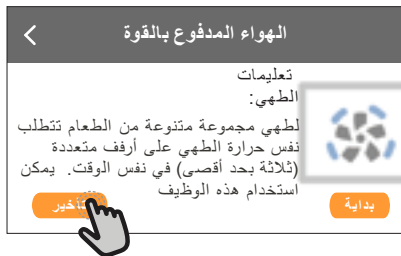 الهواء المدفوع بالقوة
تعليمات
الطهي:
لطهي مجموعة متنوعة من الطعام تتطلب
نفس حرارة الطهي على أرفف متعددة
(ثلاثة بحد أقصى) في نفس الوقت. يمكن
استخدام هذه الوظيف
بداية
تأخير